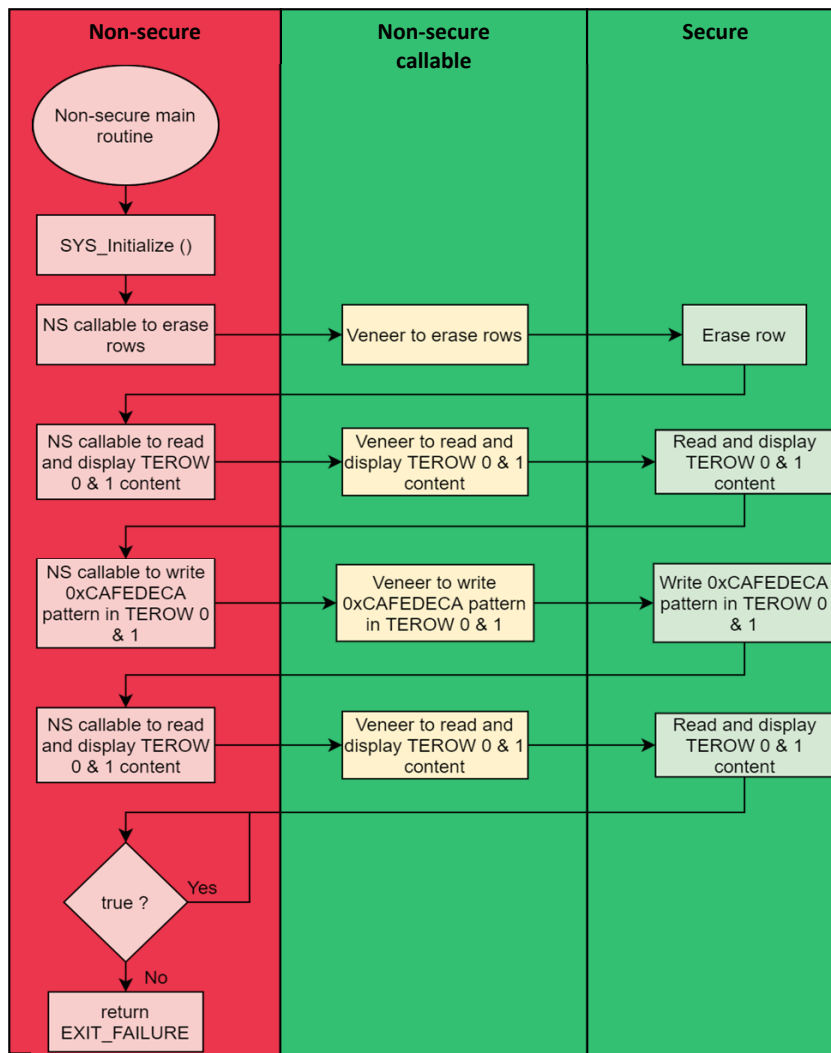 Non-secure
Non-secure
callable
Secure
Non-secure main
routine
SYS_Initialize ()
NS callable to erase
rows
Veneer to erase rows
Erase row
NS callable to read
and display TEROW
0 & 1 content
Veneer to read and
display TEROW 0 & 1
content
Read and display
TEROW 0 & 1
content
NS callable to write
0xCAFEDECA
pattern in TEROW 0
& 1
Veneer to write
0xCAFEDECA pattern
in TEROW 0 & 1
Write 0xCAFEDECA
pattern in TEROW 0
& 1
NS callable to read
and display TEROW
0 & 1 content
Veneer to read and
display TEROW 0 & 1
content
Read and display
TEROW 0 & 1
content
true ?
Yes
No
return
EXIT_FAILURE